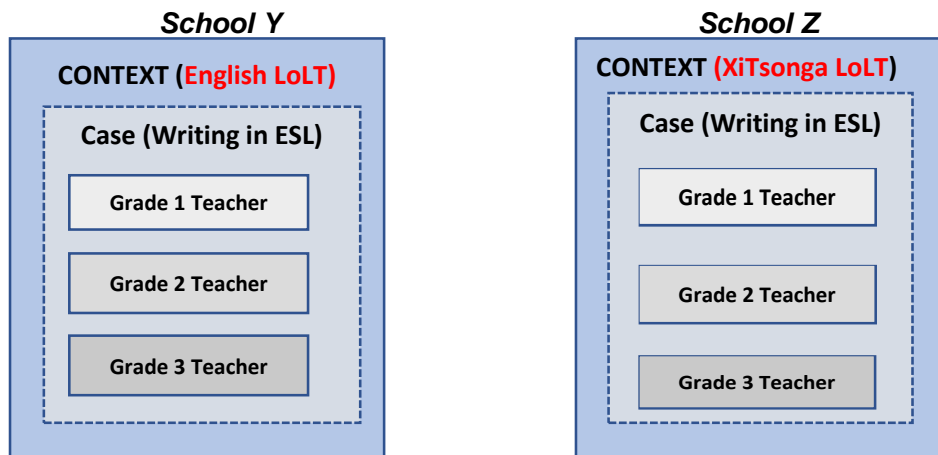 School Y
CONTEXT (English LoLT)
Case (Writing in ESL)
Grade 1 Teacher
Grade 2 Teacher
Grade 3 Teacher
School Z
CONTEXT (XiTsonga LoLT)
Case (Writing in ESL)
Grade 1 Teacher
Grade 2 Teacher
Grade 3 Teacher